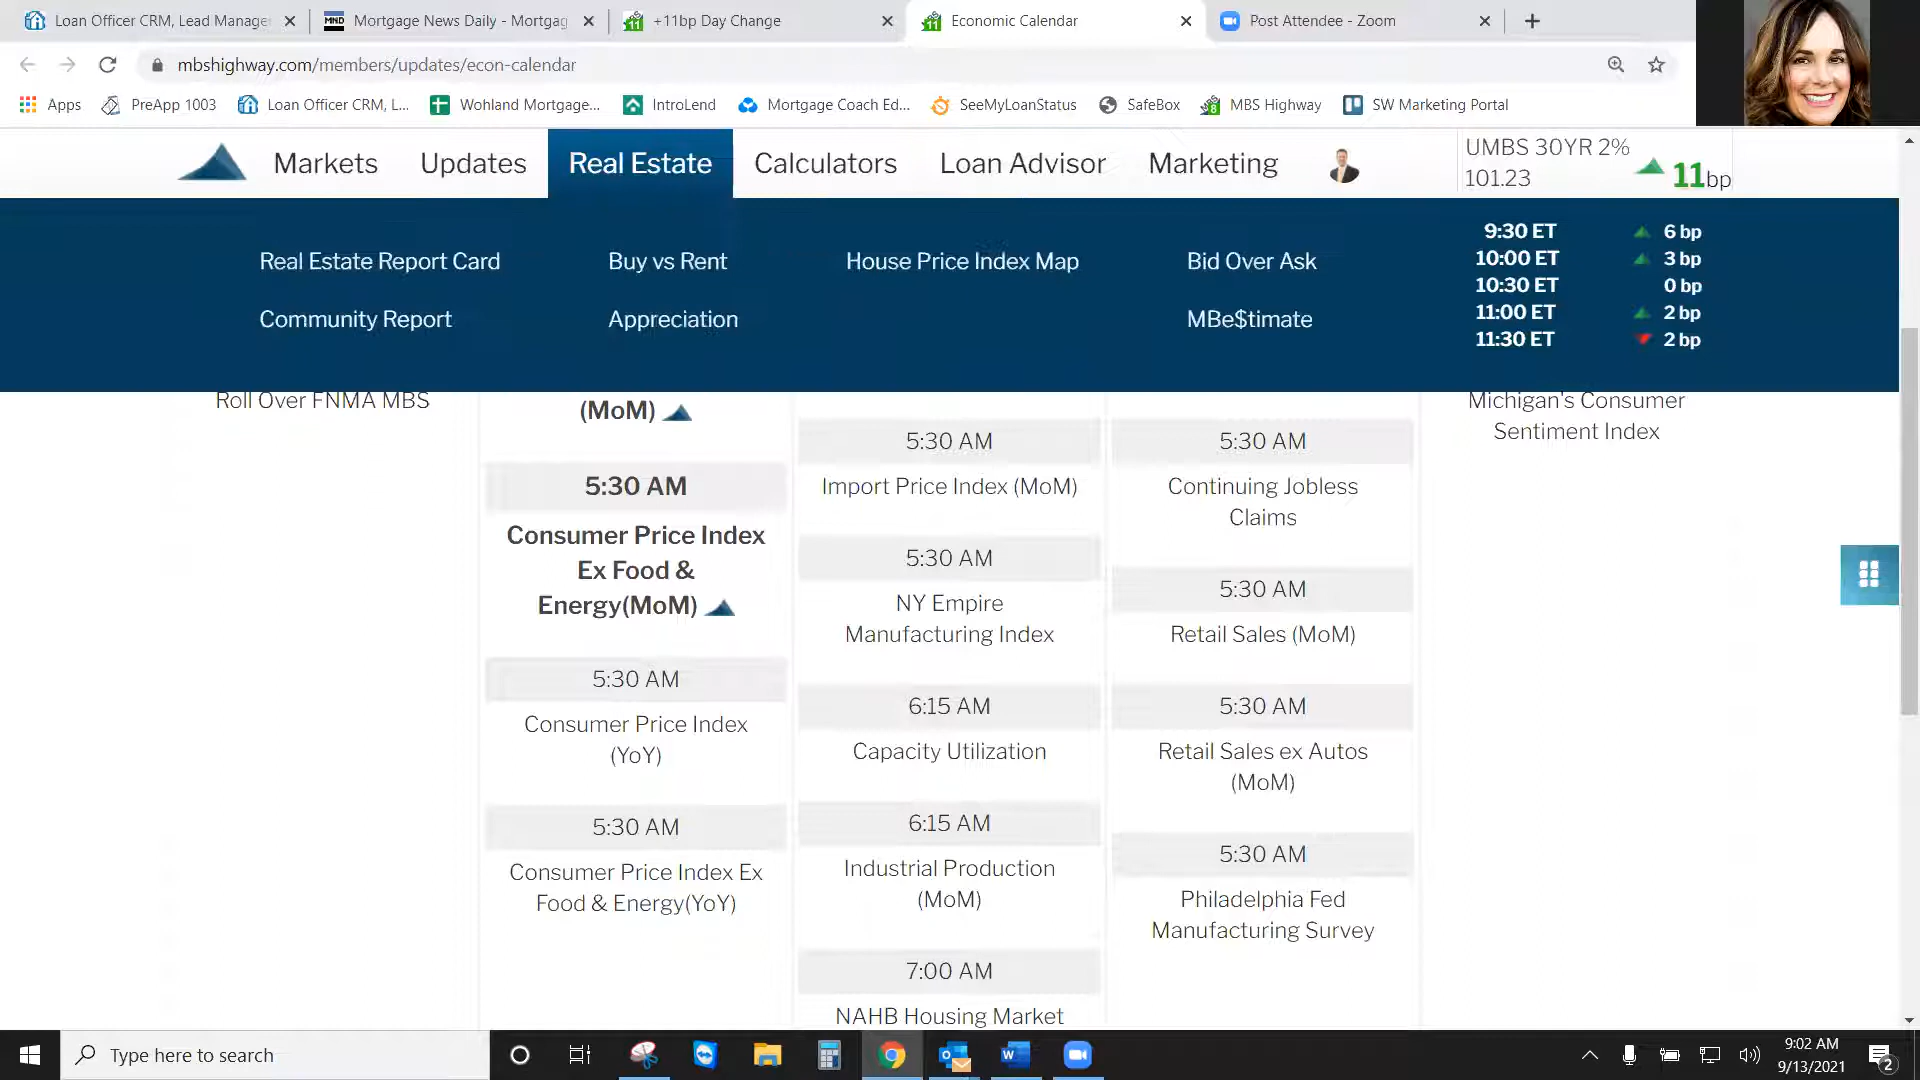 Loan Officer CRM, Lead Manage
Mortgage News Daily - Mortgag
+11bp Day Change
Economic Calendar
Post Attendee - Zoom
mbshighway.com/members/updates/econ-calendar
Apps
PreApp 1003
Loan Officer CRM, L...
Wohland Mortgage...
IntroLend
Mortgage Coach Ed...
SeeMyLoanStatus
SafeBox
MBS Highway
SW Marketing Portal
Markets
Updates
Real Estate
Calculators
Loan Advisor
Marketing
UMBS 30YR 2%
101.23
11bp
Real Estate Report Card
Buy vs Rent
House Price Index Map
Bid Over Ask
Community Report
Appreciation
MBe$timate
9:30 ET 6 bp
10:00 ET 3 bp
10:30 ET 0 bp
11:00 ET 2 bp
11:30 ET 2 bp
Roll Over FNMA MBS
(MoM)
5:30 AM
Consumer Price Index
Ex Food &
Energy(MoM)
5:30 AM
Consumer Price Index
(YoY)
5:30 AM
Consumer Price Index Ex
Food & Energy(YoY)
5:30 AM
Import Price Index (MoM)
5:30 AM
NY Empire
Manufacturing Index
6:15 AM
Capacity Utilization
6:15 AM
Industrial Production
(MoM)
7:00 AM
NAHB Housing Market
5:30 AM
Continuing Jobless
Claims
5:30 AM
Retail Sales (MoM)
5:30 AM
Retail Sales ex Autos
(MoM)
5:30 AM
Philadelphia Fed
Manufacturing Survey
Michigan's Consumer
Sentiment Index
Type here to search
9:02 AM
9/13/2021
2